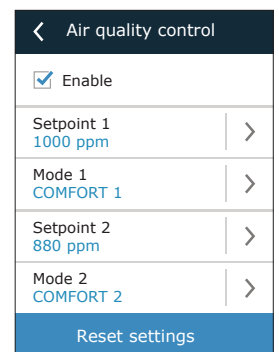 Air quality control
Enable
Setpoint 1
1000 ppm
Mode 1
COMFORT 1
Setpoint 2
880 ppm
Mode 2
COMFORT 2
Reset settings